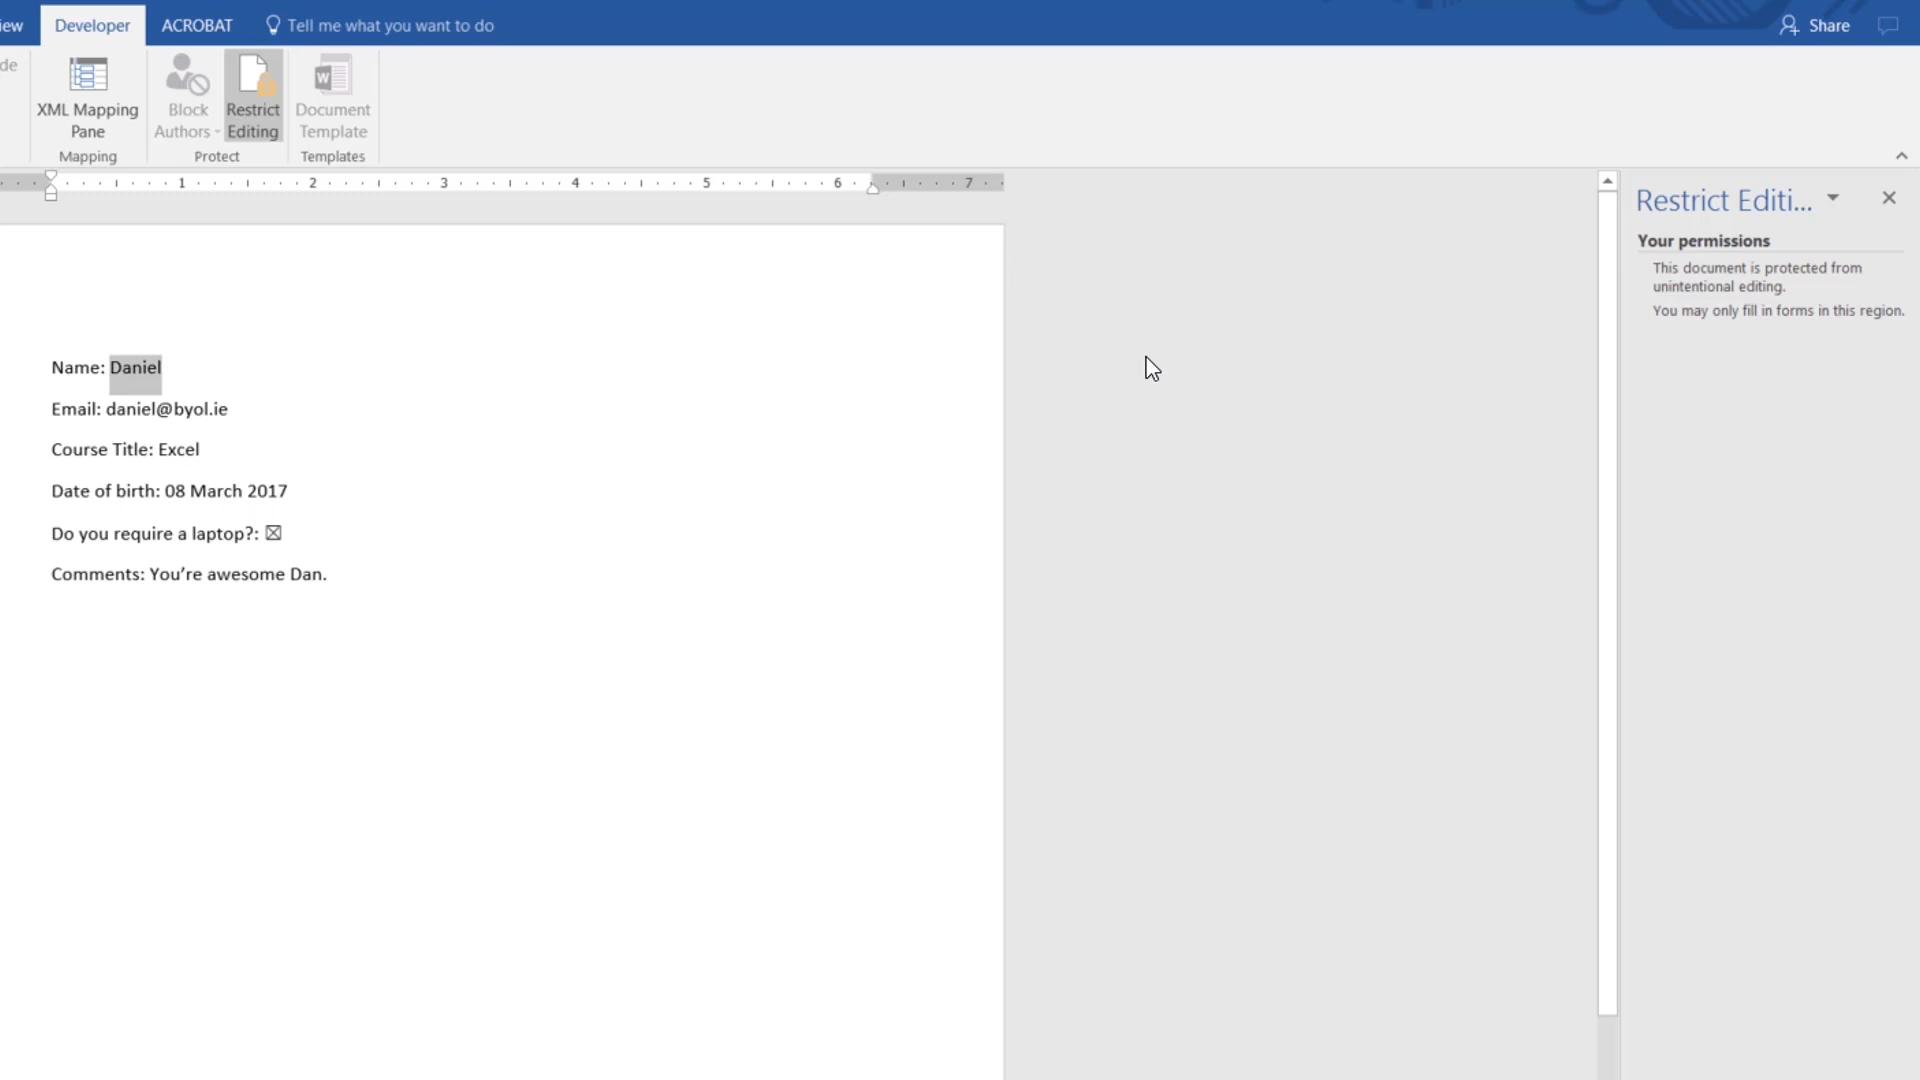 iew Developer ACROBAT Tell me what you want to do Share
de
XML Mapping Pane
Block Authors
Restrict Editing
Document Template
Mapping Protect Templates
1 2 3 4 5 6 7
Restrict Editi...
Your permissions
This document is protected from
unintentional editing.
You may only fill in forms in this region.
Name: Daniel
Email: daniel@byol.ie
Course Title: Excel
Date of birth: 08 March 2017
Do you require a laptop?: ☒
Comments: You’re awesome Dan.